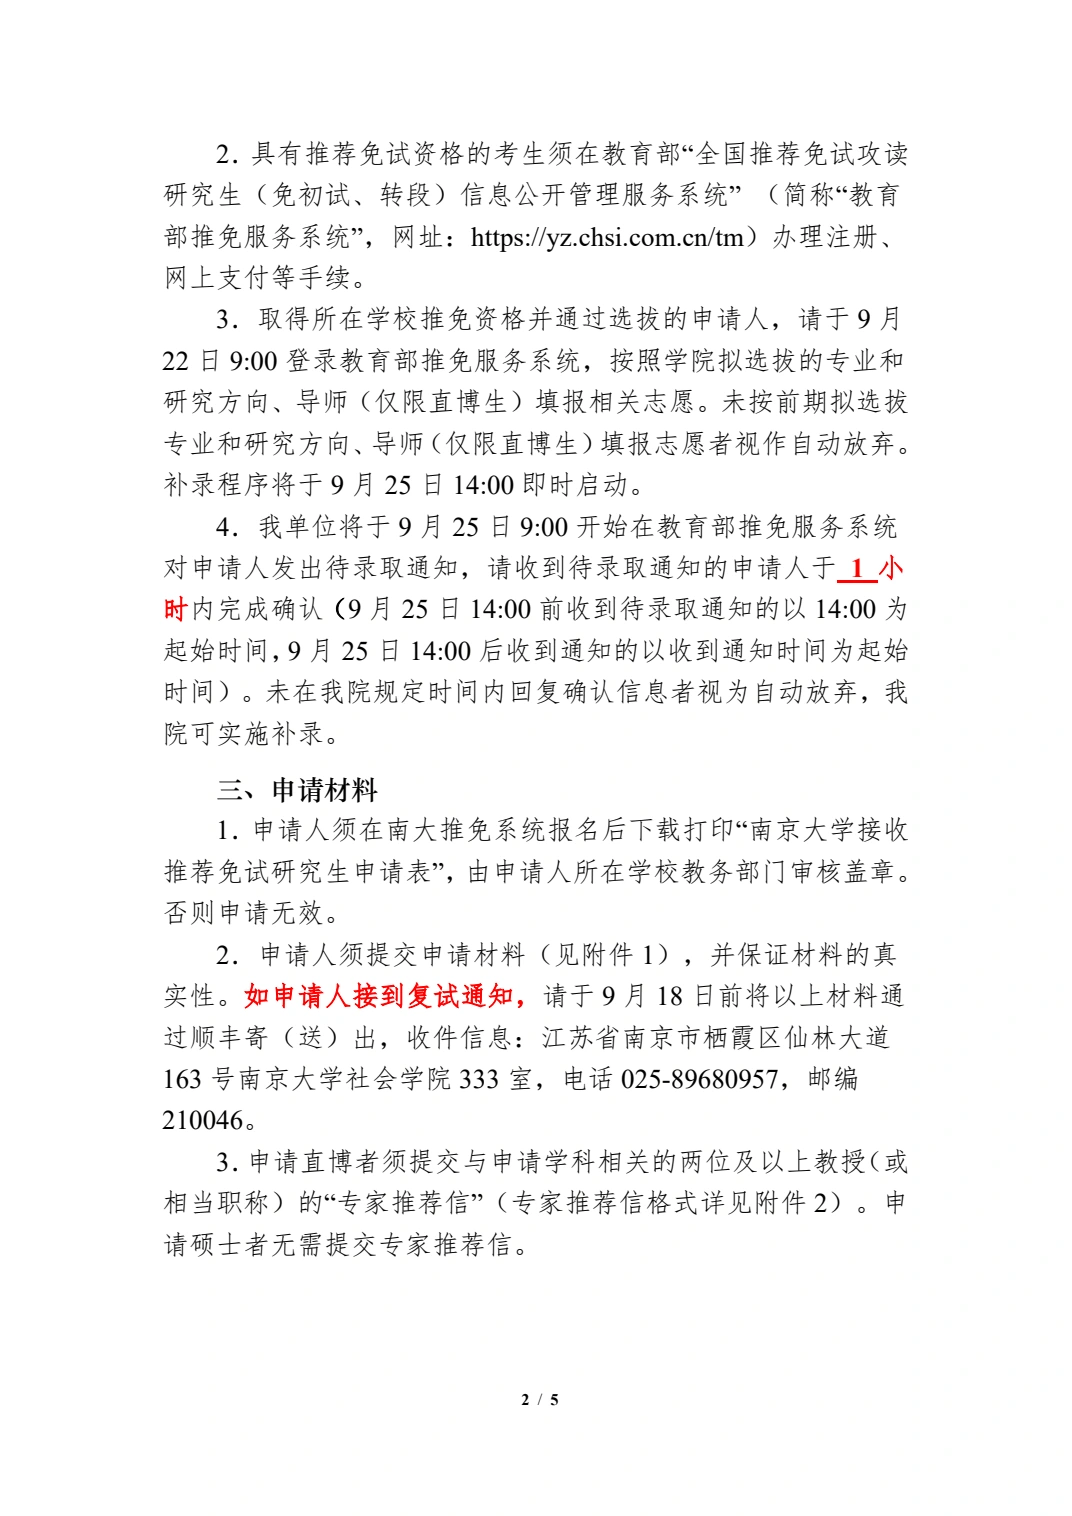 2．具有推荐免试资格的考生须在教育部“全国推荐免试攻读
研究生（免初试、转段）信息公开管理服务系统”（简称“教育
部推免服务系统”，网址：https://yz.chsi.com.cn/tm）办理注册、
网上支付等手续。
3．取得所在学校推免资格并通过选拔的申请人，请于 9 月
22 日 9:00 登录教育部推免服务系统，按照学院拟选拔的专业和
研究方向、导师（仅限直博生）填报相关志愿。未按前期拟选拔
专业和研究方向、导师（仅限直博生）填报志愿者视作自动放弃。
补录程序将于 9 月 25 日 14:00 即时启动。
4．我单位将于 9 月 25 日 9:00 开始在教育部推免服务系统
对申请人发出待录取通知，请收到待录取通知的申请人于 1 小
时内完成确认（9 月 25 日 14:00 前收到待录取通知的以 14:00 为
起始时间，9 月 25 日 14:00 后收到通知的以收到通知时间为起始
时间）。未在我院规定时间内回复确认信息者视为自动放弃，我
院可实施补录。
三、申请材料
1．申请人须在南大推免系统报名后下载打印“南京大学接收
推荐免试研究生申请表”，由申请人所在学校教务部门审核盖章。
否则申请无效。
2．申请人须提交申请材料（见附件 1），并保证材料的真
实性。如申请人接到复试通知，请于 9 月 18 日前将以上材料通
过顺丰寄（送）出，收件信息：江苏省南京市栖霞区仙林大道
163 号南京大学社会学院 333 室，电话 025-89680957，邮编
210046。
3．申请直博者须提交与申请学科相关的两位及以上教授（或
相当职称）的“专家推荐信”（专家推荐信格式详见附件 2）。申
请硕士者无需提交专家推荐信。
2 / 5